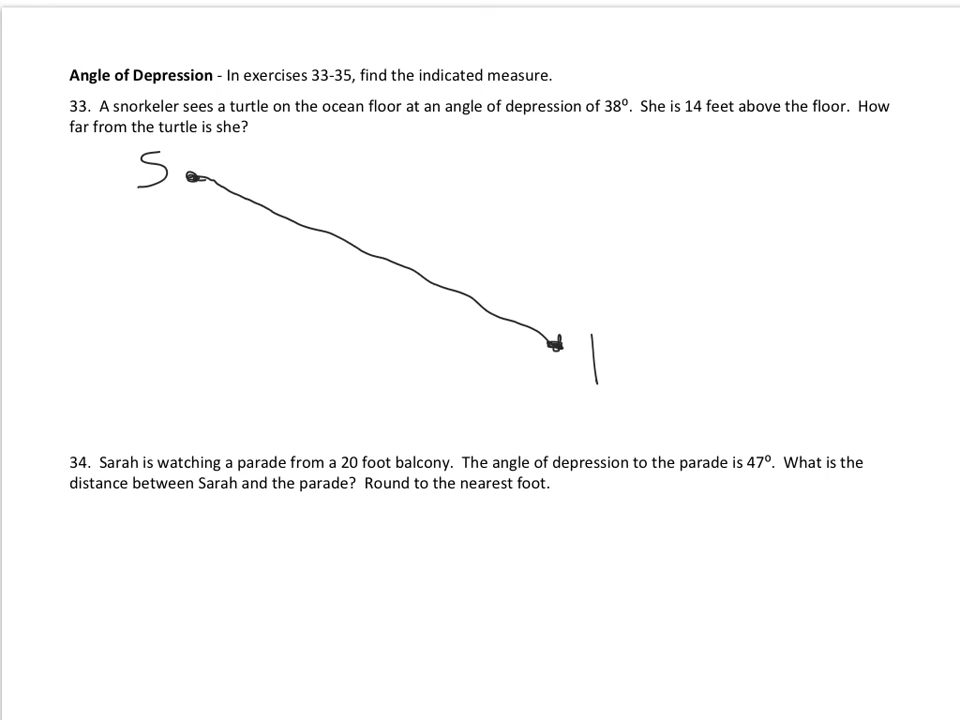 Angle of Depression - In exercises 33-35, find the indicated measure.
33. A snorkeler sees a turtle on the ocean floor at an angle of depression of 38⁰. She is 14 feet above the floor. How
far from the turtle is she?
S
34. Sarah is watching a parade from a 20 foot balcony. The angle of depression to the parade is 47⁰. What is the
distance between Sarah and the parade? Round to the nearest foot.